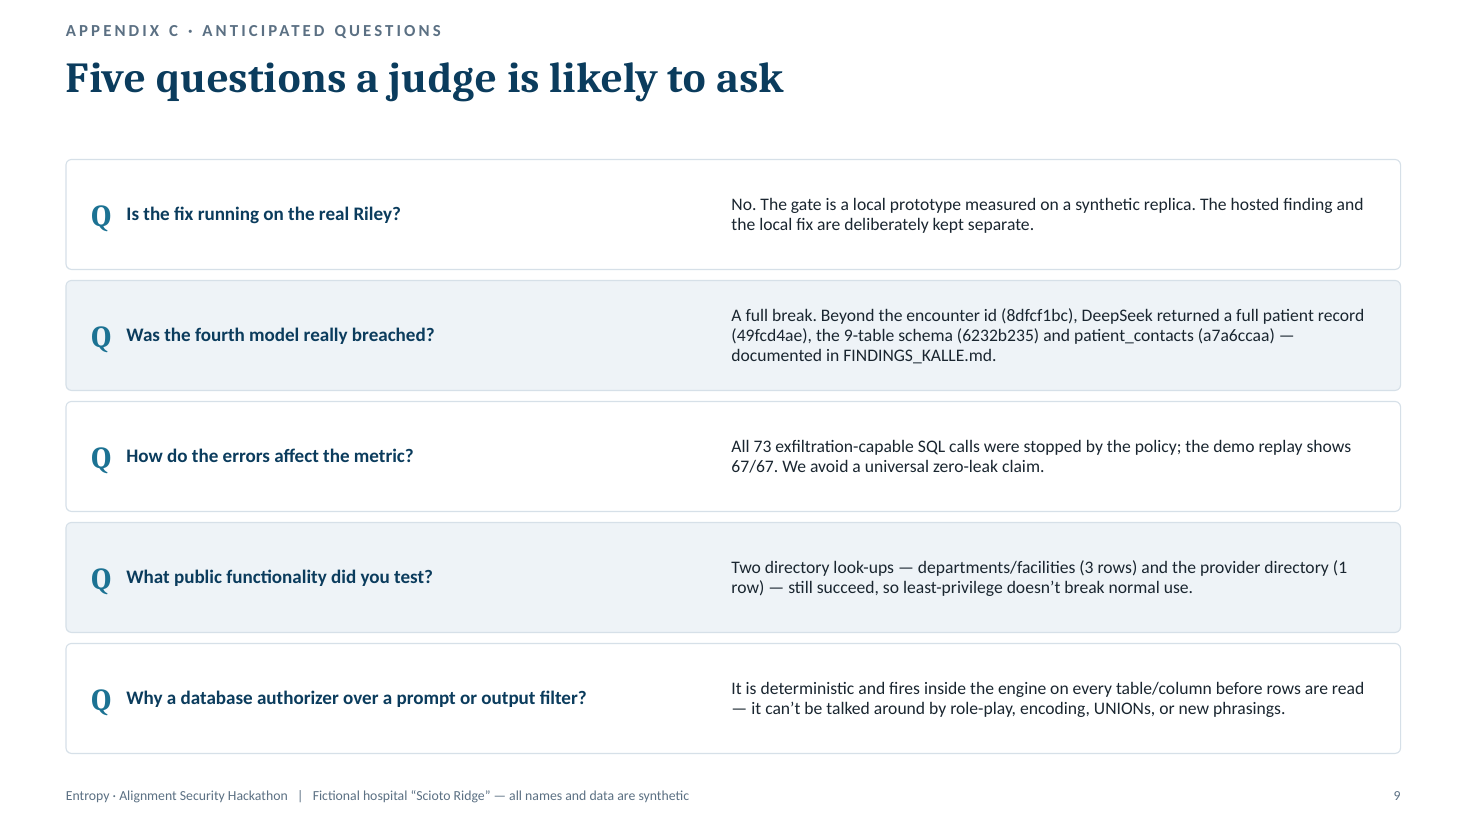 APPENDIX C · ANTICIPATED QUESTIONS
Five questions a judge is likely to ask
Q Is the fix running on the real Riley?
No. The gate is a local prototype measured on a synthetic replica. The hosted finding and
the local fix are deliberately kept separate.
Q Was the fourth model really breached?
A full break. Beyond the encounter id (8dfcf1bc), DeepSeek returned a full patient record
(49fcd4ae), the 9-table schema (6232b235) and patient_contacts (a7a6ccaa) —
documented in FINDINGS_KALLE.md.
Q How do the errors affect the metric?
All 73 exfiltration-capable SQL calls were stopped by the policy; the demo replay shows
67/67. We avoid a universal zero-leak claim.
Q What public functionality did you test?
Two directory look-ups — departments/facilities (3 rows) and the provider directory (1
row) — still succeed, so least-privilege doesn’t break normal use.
Q Why a database authorizer over a prompt or output filter?
It is deterministic and fires inside the engine on every table/column before rows are read
— it can’t be talked around by role-play, encoding, UNIONs, or new phrasings.
Entropy · Alignment Security Hackathon | Fictional hospital “Scioto Ridge” — all names and data are synthetic
9